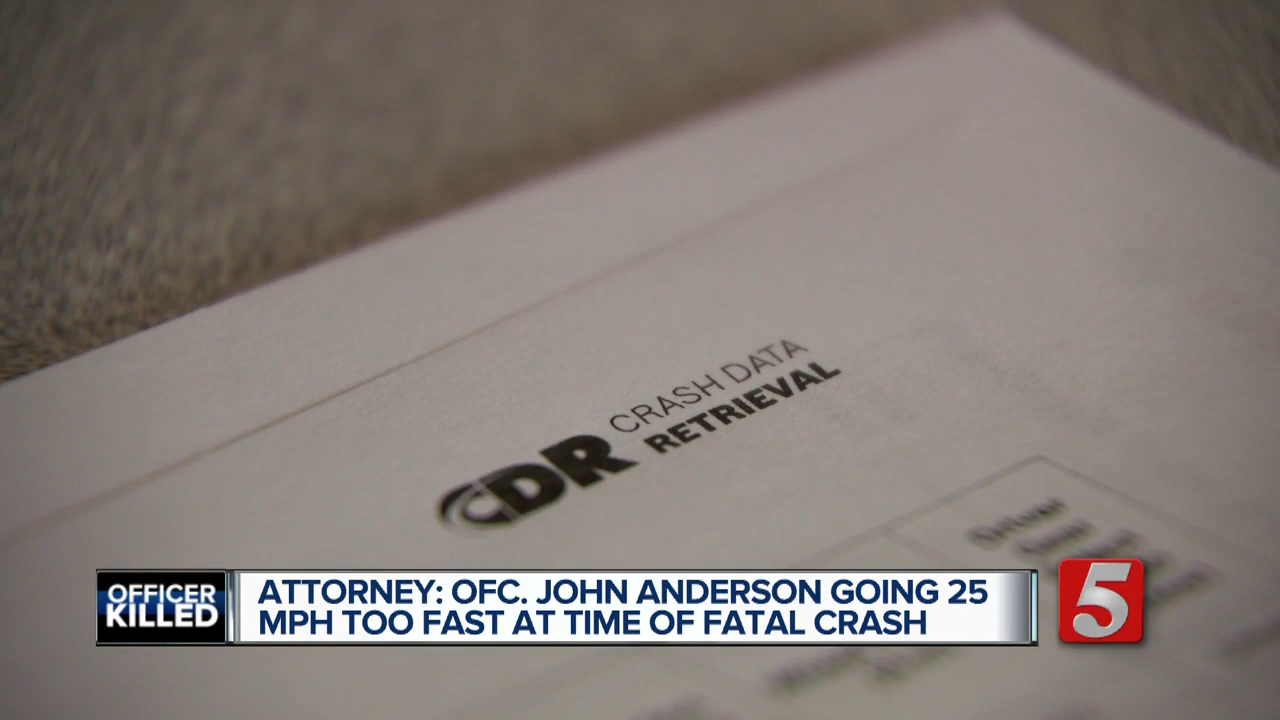 CDR CRASH DATA
RETRIEVAL
Driver
OFFICER
KILLED
ATTORNEY: OFC. JOHN ANDERSON GOING 25
MPH TOO FAST AT TIME OF FATAL CRASH
5